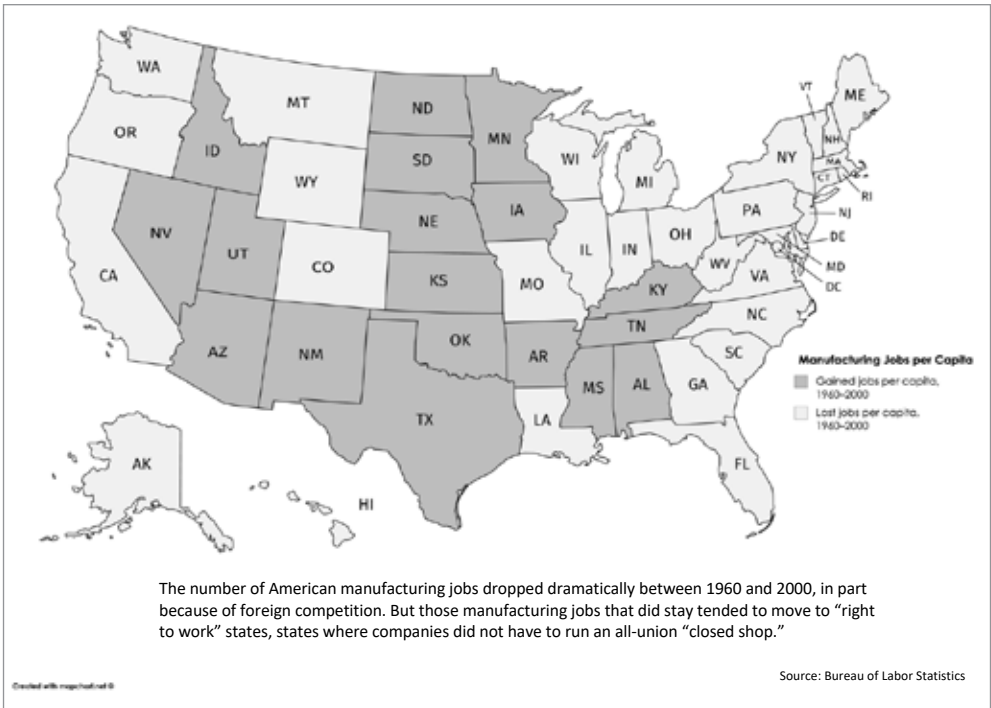 WA
MT
ND
MN
OR
ID
SD
WI
MI
VT
ME
NH
NY
MA
CT
RI
WY
NE
IA
PA
NJ
NV
UT
CO
KS
MO
IL
IN
OH
WV
VA
DE
MD
DC
CA
KY
NC
TN
AZ
NM
OK
AR
SC
MS
AL
GA
TX
LA
FL
AK
HI
Manufacturing Jobs per Capita
Gained jobs per capita,
1960–2000
Lost jobs per capita,
1960–2000
The number of American manufacturing jobs dropped dramatically between 1960 and 2000, in part
because of foreign competition. But those manufacturing jobs that did stay tended to move to “right
to work” states, states where companies did not have to run an all-union “closed shop.”
Source: Bureau of Labor Statistics
Created with mapchart.net ©